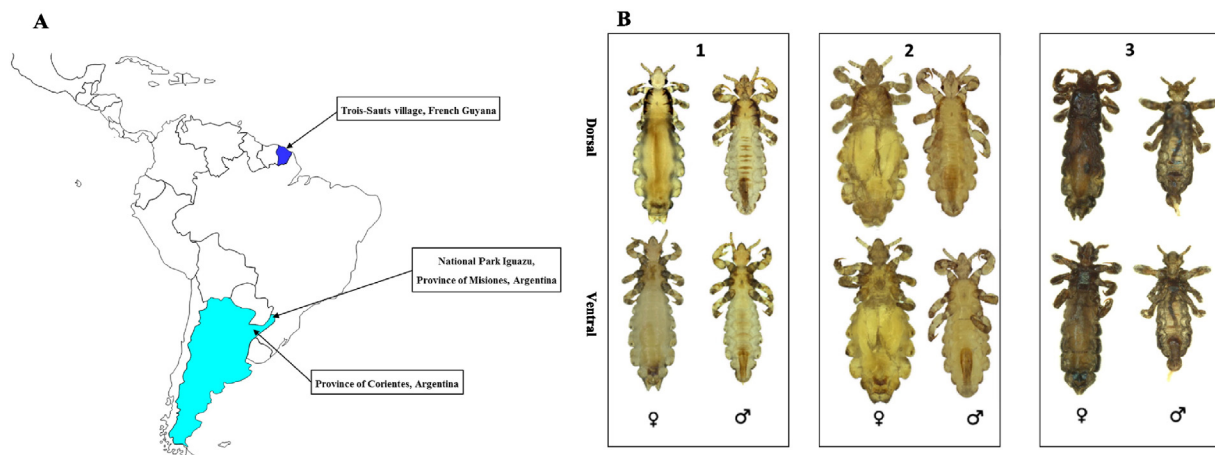 A
Trois-Sauts village, French Guyana
National Park Iguazu,
Province of Misiones, Argentina
Province of Corientes, Argentina
B
1
2
3
Dorsal
Ventral
♀
♂
♀
♂
♀
♂